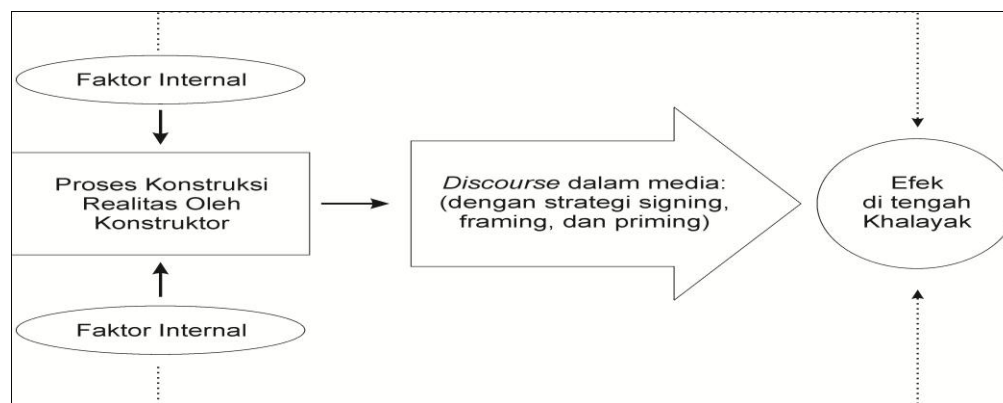 Faktor Internal
Proses Konstruksi
Realitas Oleh
Konstruktor
Discourse dalam media:
(dengan strategi signing,
framing, dan priming)
Efek
di tengah
Khalayak
Faktor Internal